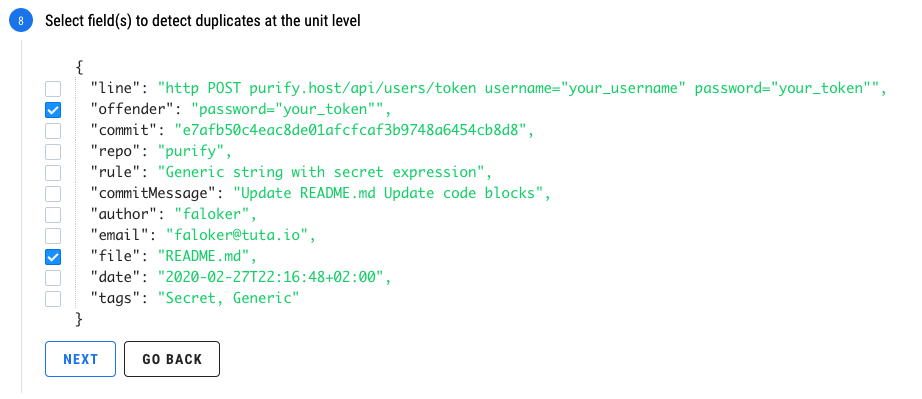 8 Select field(s) to detect duplicates at the unit level
{
"line": "http POST purify.host/api/users/token username="your_username" password="your_token"",
"offender": "password="your_token"",
"commit": "e7afb50c4eac8de01afcfcaf3b9748a6454cb8d8",
"repo": "purify",
"rule": "Generic string with secret expression",
"commitMessage": "Update README.md Update code blocks",
"author": "faloker",
"email": "faloker@tuta.io",
"file": "README.md",
"date": "2020-02-27T22:16:48+02:00",
"tags": "Secret, Generic"
}
NEXT GO BACK